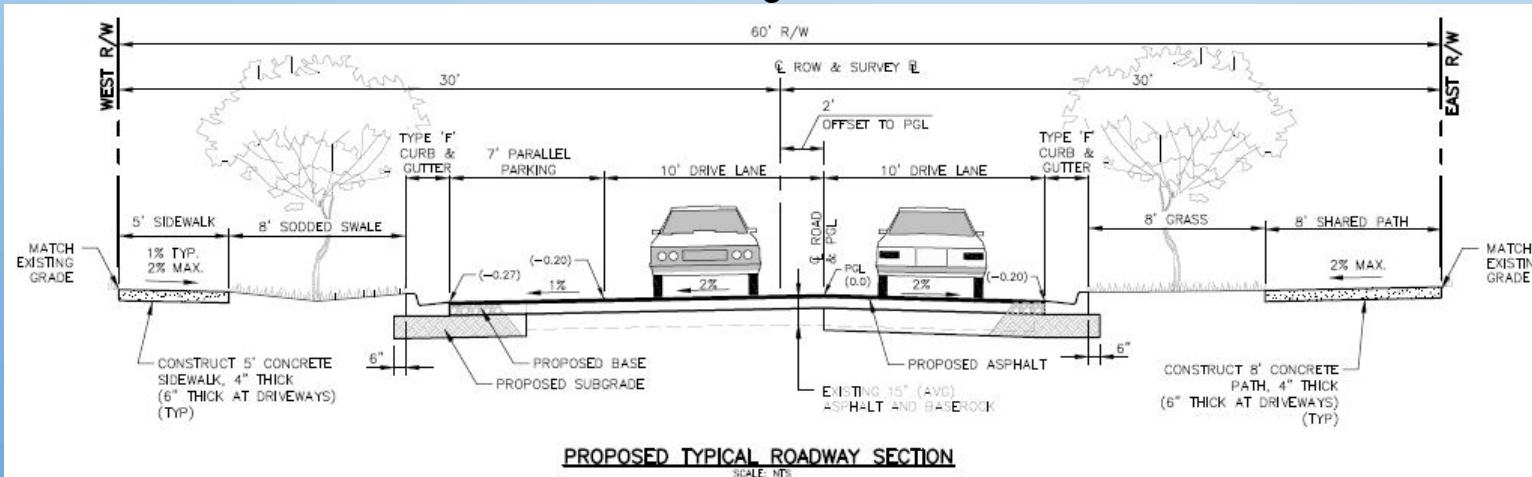 60' R/W
WEST R/W
EAST R/W
℄ ROW & SURVEY ℄
30'
30'
2'
OFFSET TO PGL
TYPE 'F'
CURB &
GUTTER
7' PARALLEL
PARKING
10' DRIVE LANE
10' DRIVE LANE
TYPE 'F'
CURB &
GUTTER
5' SIDEWALK
8' SODDED SWALE
8' GRASS
8' SHARED PATH
MATCH
EXISTING
GRADE
1% TYP.
2% MAX.
(-0.27)
(-0.20)
1%
2%
℄ ROAD
& PGL
PGL
(0.0)
2%
(-0.20)
2% MAX.
MATCH
GRADE
6"
6"
CONSTRUCT 5' CONCRETE
SIDEWALK, 4" THICK
(6" THICK AT DRIVEWAYS)
(TYP)
PROPOSED BASE
PROPOSED SUBGRADE
PROPOSED ASPHALT
EXISTING 15" (AVG)
ASPHALT AND BASEROCK
CONSTRUCT 8' CONCRETE
PATH, 4" THICK
(6" THICK AT DRIVEWAYS)
(TYP)
PROPOSED TYPICAL ROADWAY SECTION
SCALE: NTS